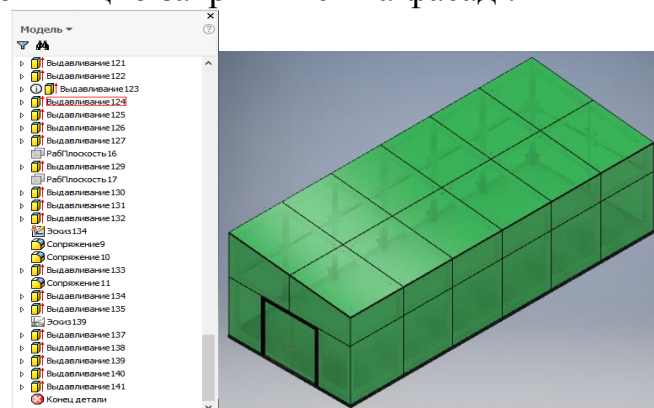 Модель
Выдавливание121
Выдавливание122
Выдавливание123
Выдавливание124
Выдавливание125
Выдавливание126
Выдавливание127
РабПлоскость16
Выдавливание129
РабПлоскость17
Выдавливание130
Выдавливание131
Выдавливание132
Эскиз134
Сопряжение9
Сопряжение10
Выдавливание133
Сопряжение11
Выдавливание134
Выдавливание135
Эскиз139
Выдавливание137
Выдавливание138
Выдавливание139
Выдавливание140
Выдавливание141
Конец детали